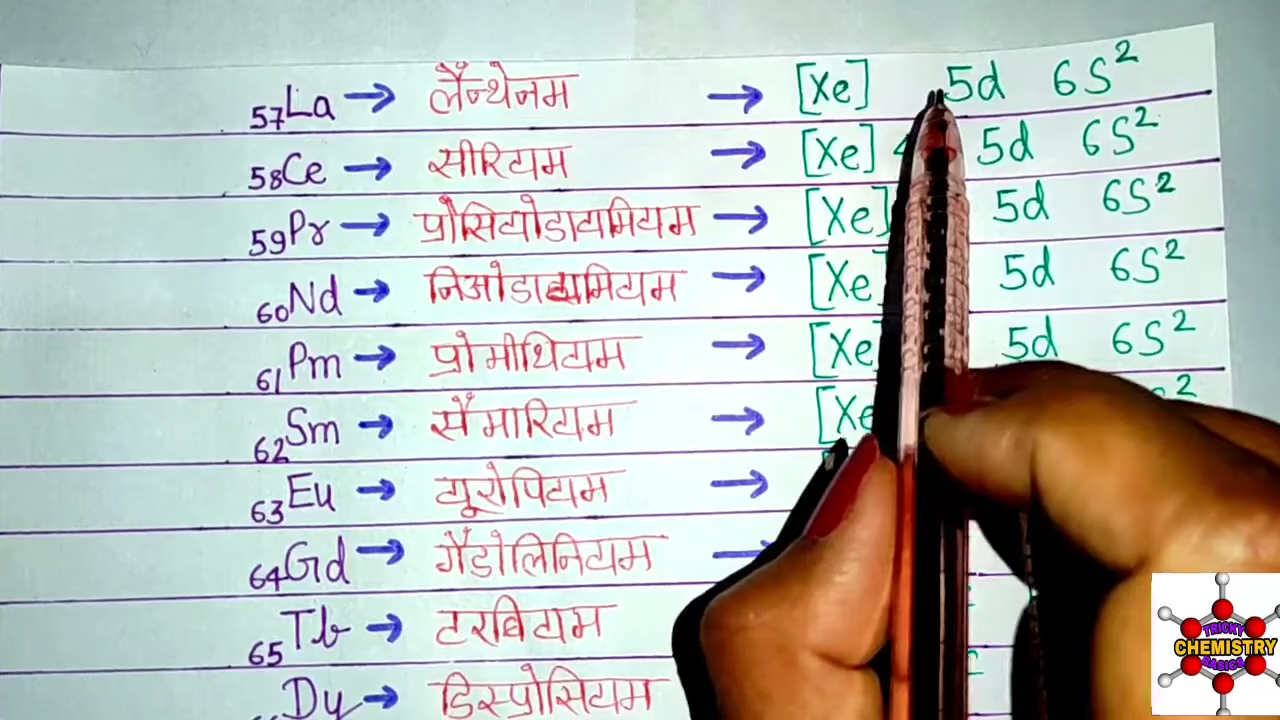 57La → लैंन्थेनम → [Xe] 5d 6S²
58Ce → सीरियम → [Xe] 5d 6S²
59Pr → प्रौसियोडायमियम → [Xe] 5d 6S²
60Nd → निओडाह्यमियम → [Xe 5d 6S²
61Pm → प्रोमीथियम → [Xe 5d 6S²
62Sm → सैंमारियम → [Xe 2
63Eu → यूरोपियम →
64Gd → गैंडोलिनियम →
65Tb → टरबियम
Dy → डिस्प्रोसियम
TRICKY
CHEMISTRY
BASICS